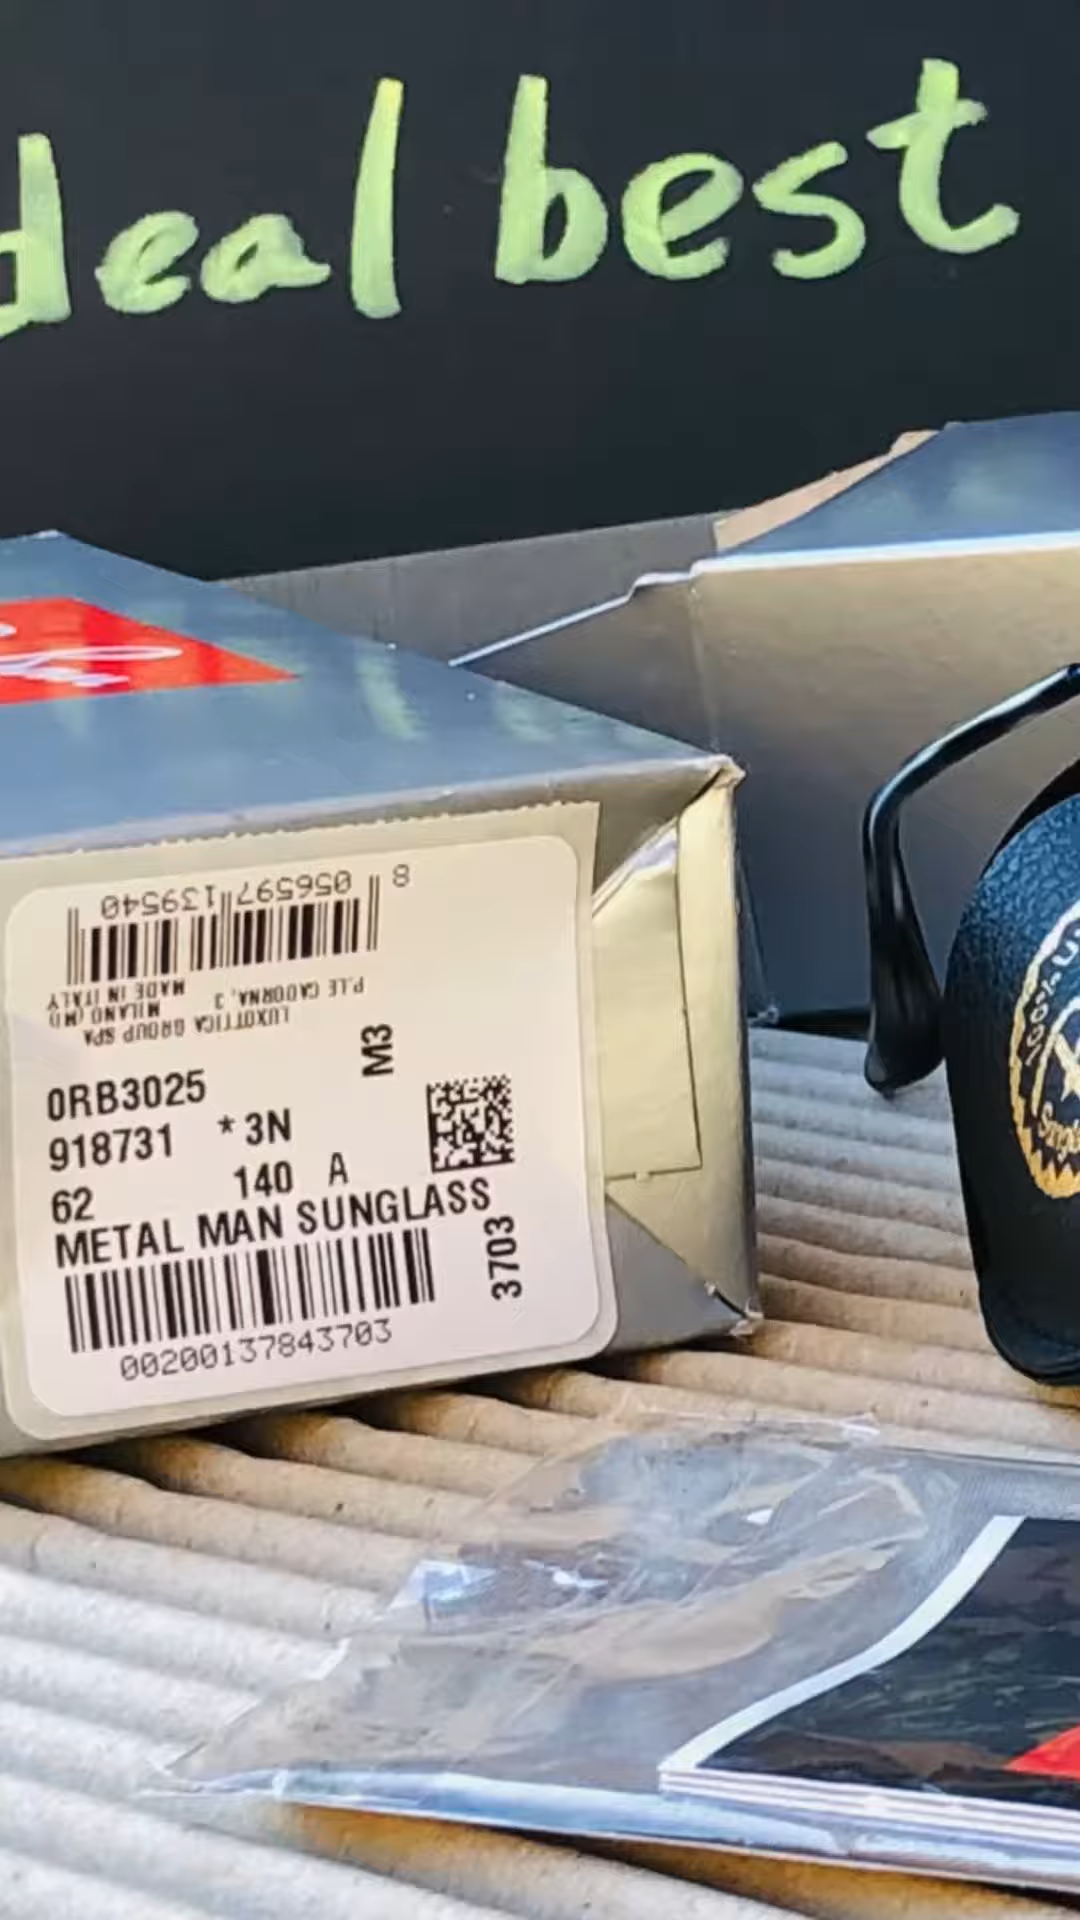 deal best
8 056597 139540
P.LE CADORNA, 3
MADE IN ITALY
LUXOTTICA GROUP SPA
MILANO (MI)
M3
0RB3025
918731 * 3N
62 140 A
METAL MAN SUNGLASS
3703
00200137843703
100%